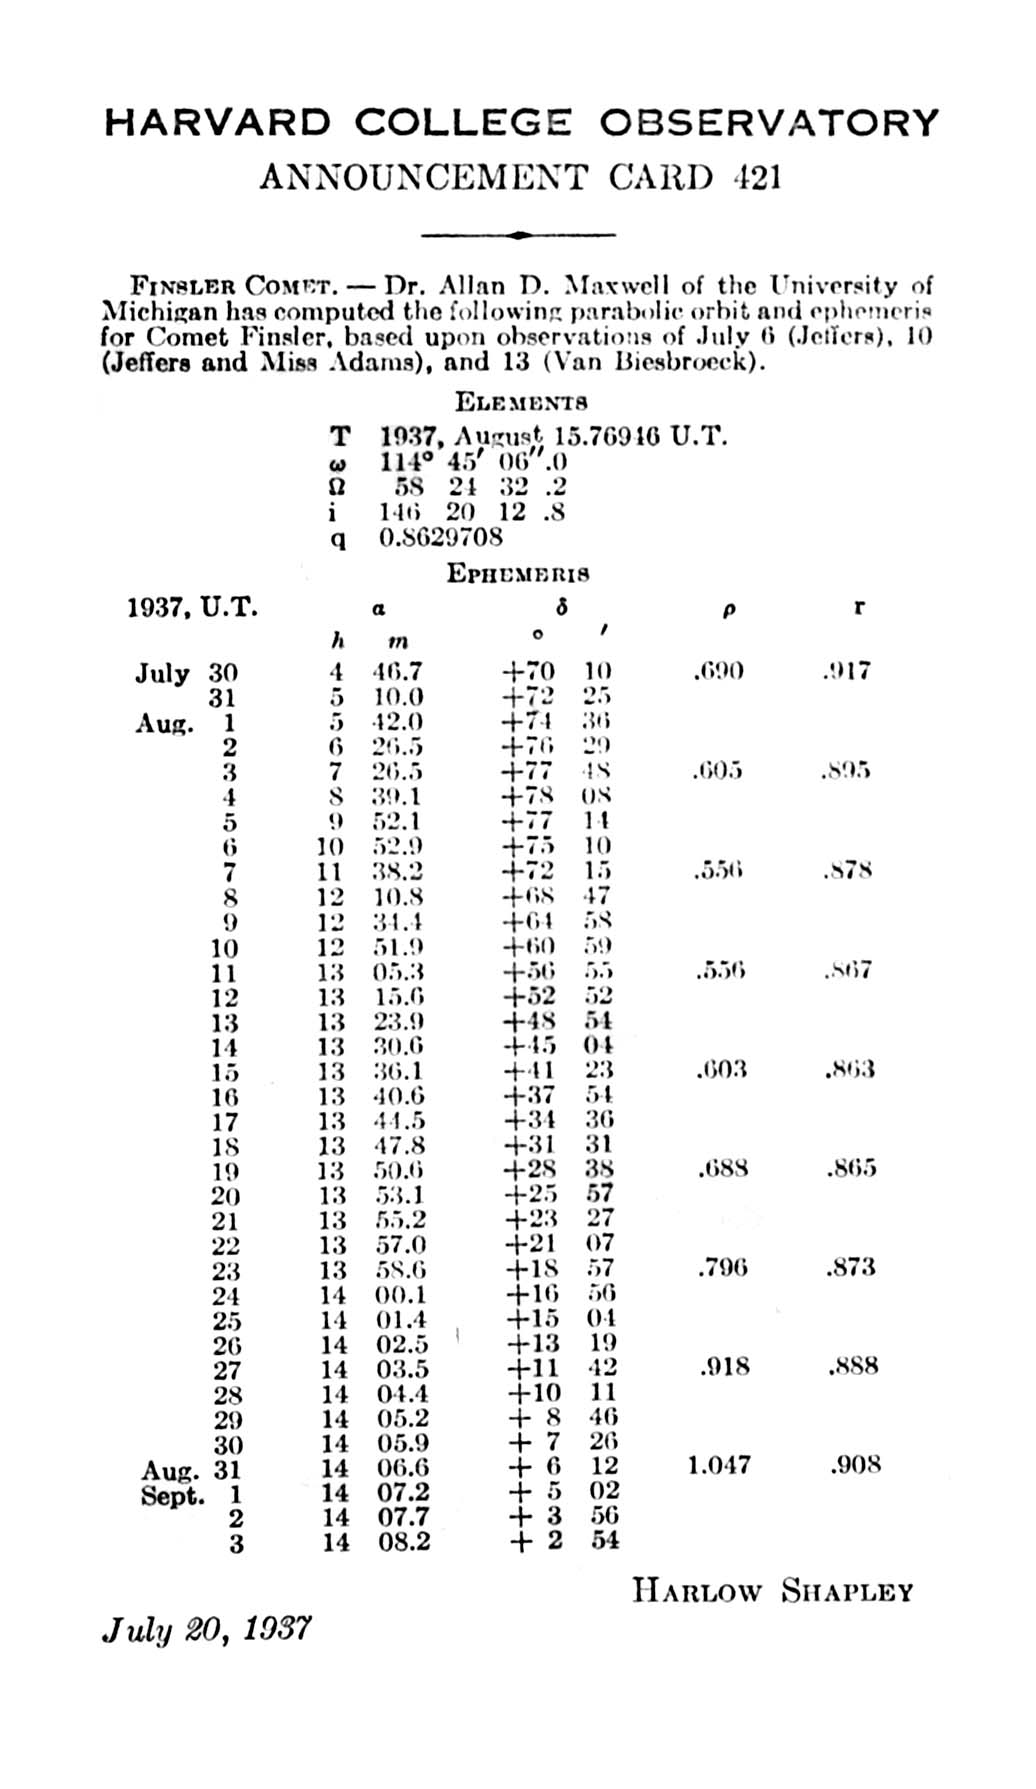 HARVARD COLLEGE OBSERVATORY
ANNOUNCEMENT CARD 421
FINSLER COMET. — Dr. Allan D. Maxwell of the University of
Michigan has computed the following parabolic orbit and ephemeris
for Comet Finsler, based upon observations of July 6 (Jeffers), 10
(Jeffers and Miss Adams), and 13 (Van Biesbroeck).
ELEMENTS
T 1937, August 15.76946 U.T.
ω 114° 45′ 06″.0
Ω 58 24 32 .2
i 146 20 12 .8
q 0.8629708
EPHEMERIS
1937, U.T. α δ ρ r
h m ° ′
July 30 4 46.7 +70 10 .690 .917
31 5 10.0 +72 25
Aug. 1 5 42.0 +74 36
2 6 26.5 +76 29
3 7 26.5 +77 48 .605 .895
4 8 39.1 +78 08
5 9 52.1 +77 14
6 10 52.9 +75 10
7 11 38.2 +72 15 .556 .878
8 12 10.8 +68 47
9 12 34.4 +64 58
10 12 51.9 +60 59
11 13 05.3 +56 55 .556 .867
12 13 15.6 +52 52
13 13 23.9 +48 54
14 13 30.6 +45 04
15 13 36.1 +41 23 .603 .863
16 13 40.6 +37 54
17 13 44.5 +34 36
18 13 47.8 +31 31
19 13 50.6 +28 38 .688 .865
20 13 53.1 +25 57
21 13 55.2 +23 27
22 13 57.0 +21 07
23 13 58.6 +18 57 .796 .873
24 14 00.1 +16 56
25 14 01.4 +15 04
26 14 02.5 +13 19
27 14 03.5 +11 42 .918 .888
28 14 04.4 +10 11
29 14 05.2 + 8 46
30 14 05.9 + 7 26
Aug. 31 14 06.6 + 6 12 1.047 .908
Sept. 1 14 07.2 + 5 02
2 14 07.7 + 3 56
3 14 08.2 + 2 54
HARLOW SHAPLEY
July 20, 1937